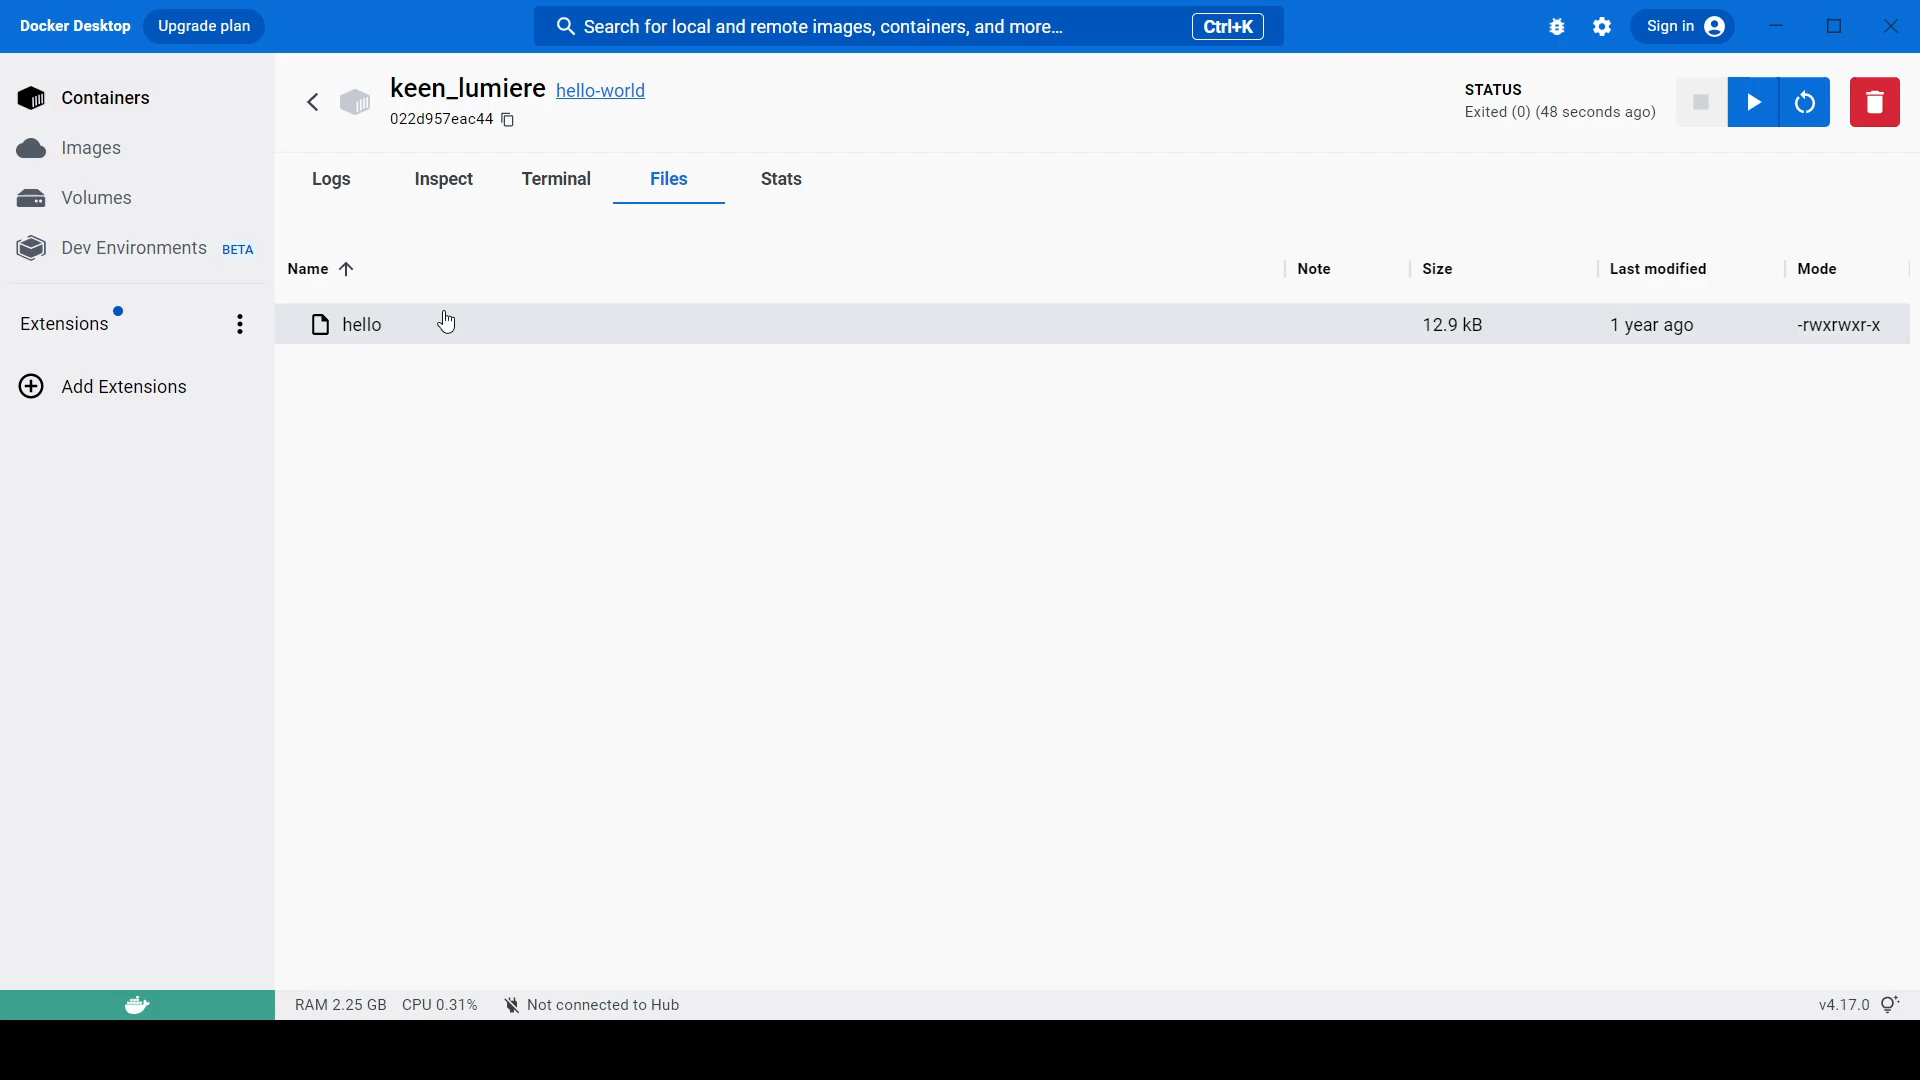 Docker Desktop Upgrade plan Search for local and remote images, containers, and more... Ctrl+K Sign in
Containers
Images
Volumes
Dev Environments BETA
Extensions
Add Extensions
keen_lumiere hello-world
022d957eac44
STATUS
Exited (0) (48 seconds ago)
Logs Inspect Terminal Files Stats
Name Note Size Last modified Mode
hello 12.9 kB 1 year ago -rwxrwxr-x
RAM 2.25 GB CPU 0.31% Not connected to Hub v4.17.0